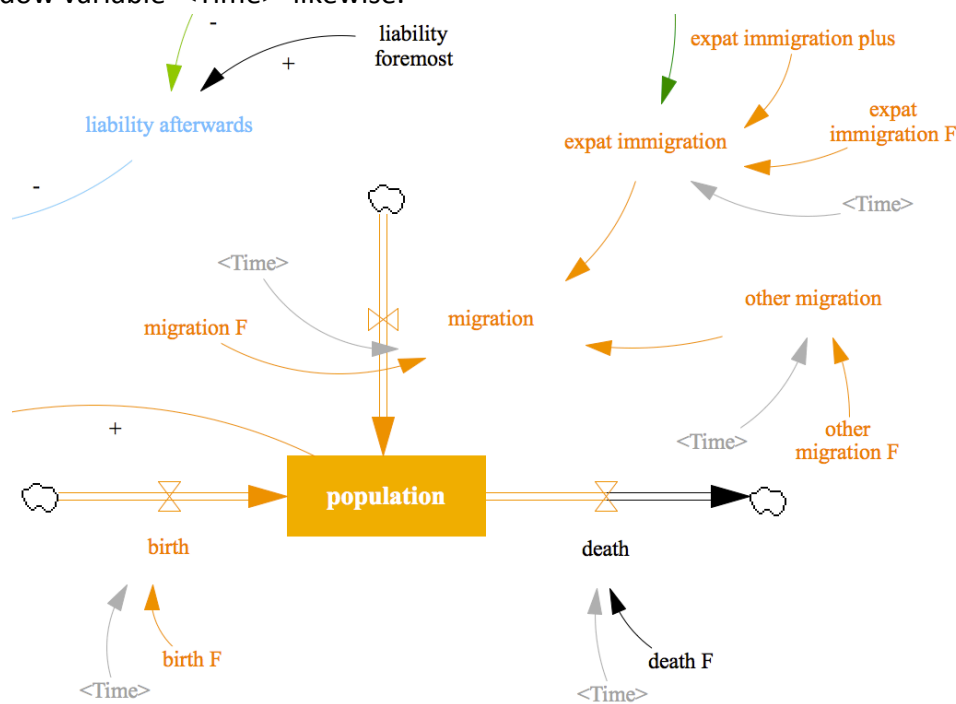 liability
foremost
-
+
expat immigration plus
expat
immigration F
liability afterwards
expat immigration
-
<Time>
<Time>
other migration
migration F
migration
+
<Time>
other
migration F
population
birth
death
birth F
death F
<Time>
<Time>